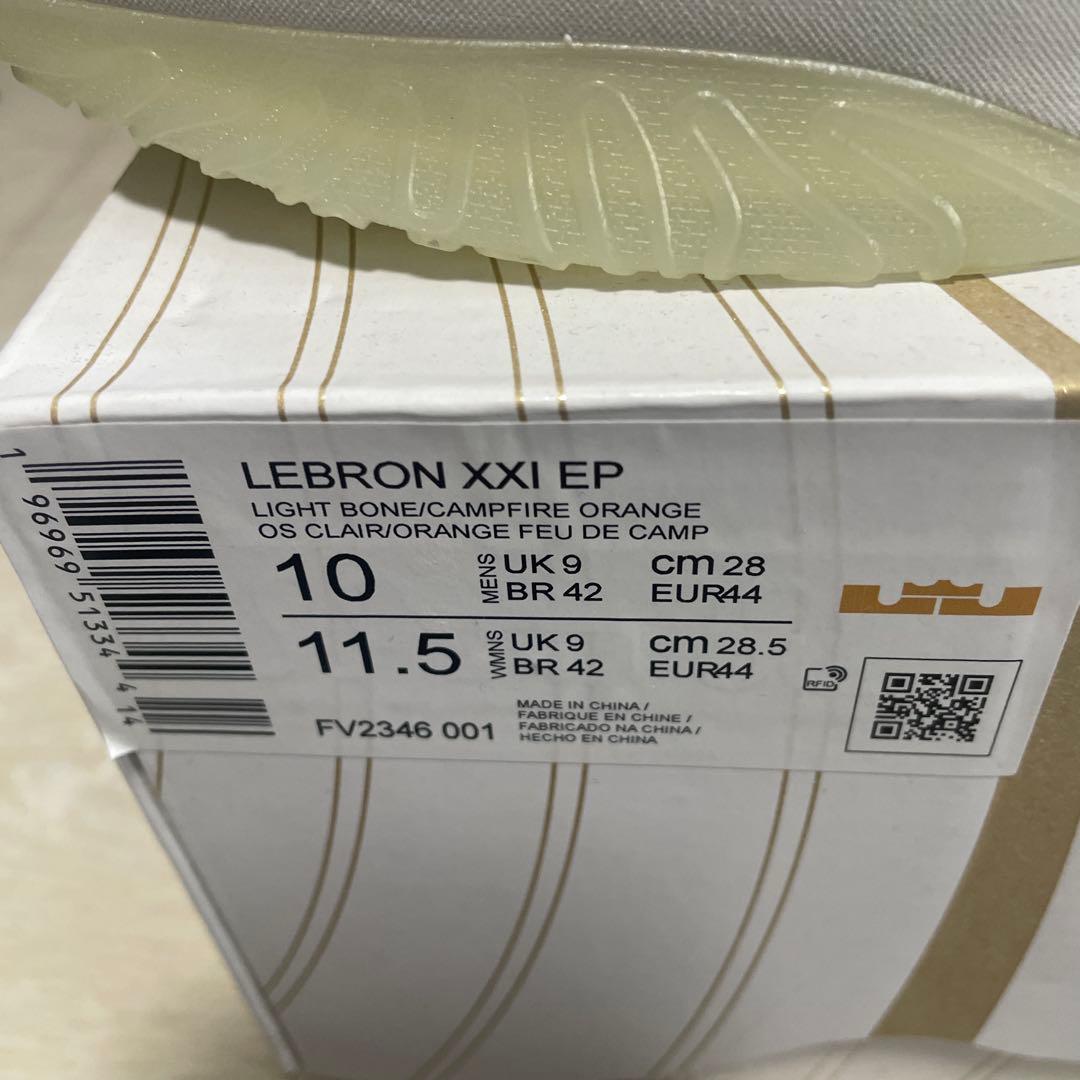 LEBRON XXI EP
LIGHT BONE/CAMPFIRE ORANGE
OS CLAIR/ORANGE FEU DE CAMP
10 MENS UK 9 cm 28
BR 42 EUR44
11.5 WMNS UK 9 cm 28.5
BR 42 EUR44
RFID
FV2346 001
MADE IN CHINA /
FABRIQUE EN CHINE /
FABRICADO NA CHINA /
HECHO EN CHINA
1 96969 51334 4 14